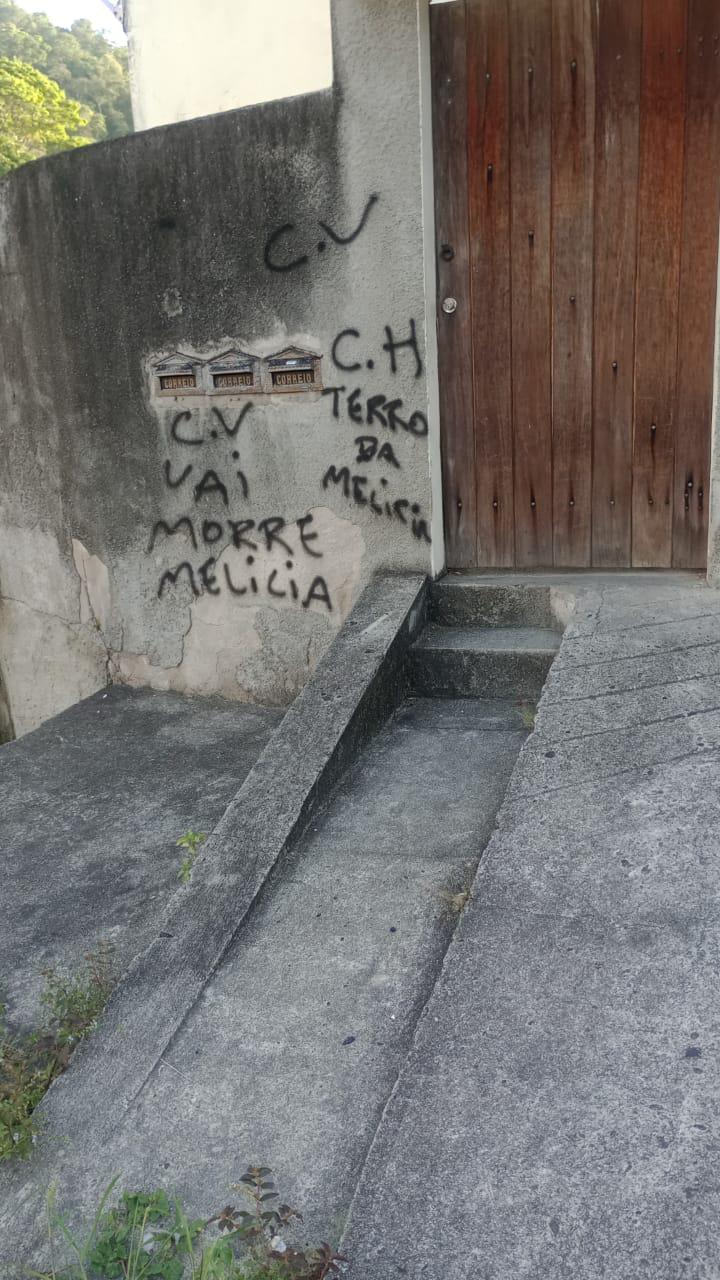 C.V
CORREIO CORREIO CORREIO
C.V
VAi
MORRE
MELiCiA
C.H
TERRO
DA
MELiCiA